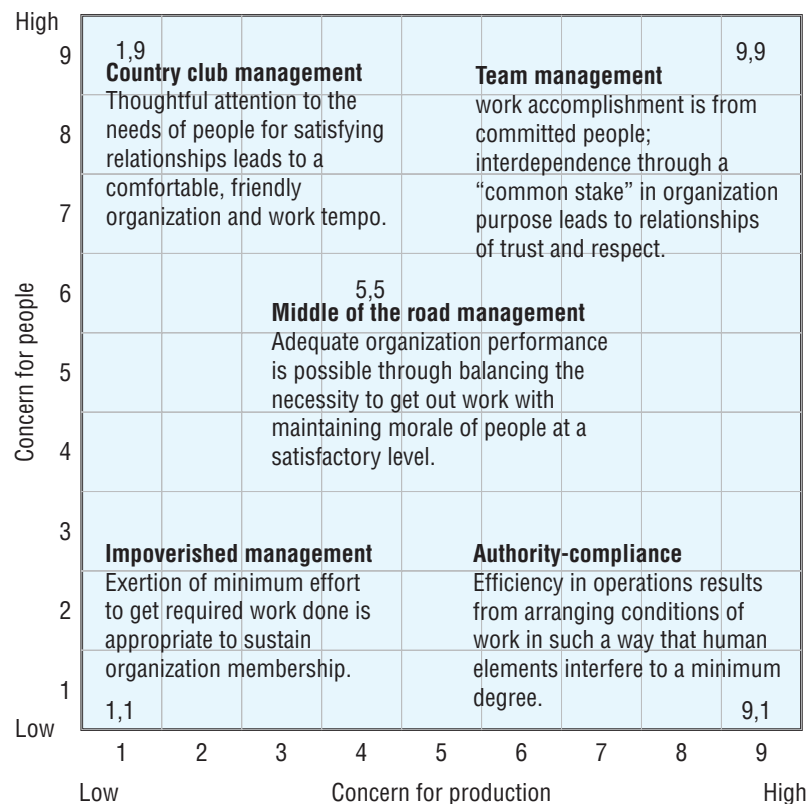 High
9
1,9
9,9
Country club management
Thoughtful attention to the
needs of people for satisfying
relationships leads to a
comfortable, friendly
organization and work tempo.
Team management
work accomplishment is from
committed people;
interdependence through a
“common stake” in organization
purpose leads to relationships
of trust and respect.
8
7
6
5,5
Middle of the road management
Adequate organization performance
is possible through balancing the
necessity to get out work with
maintaining morale of people at a
satisfactory level.
Concern for people
5
4
3
Impoverished management
Exertion of minimum effort
to get required work done is
appropriate to sustain
organization membership.
1,1
Authority-compliance
Efficiency in operations results
from arranging conditions of
work in such a way that human
elements interfere to a minimum
degree.
9,1
2
1
Low
1 2 3 4 5 6 7 8 9
Low Concern for production High